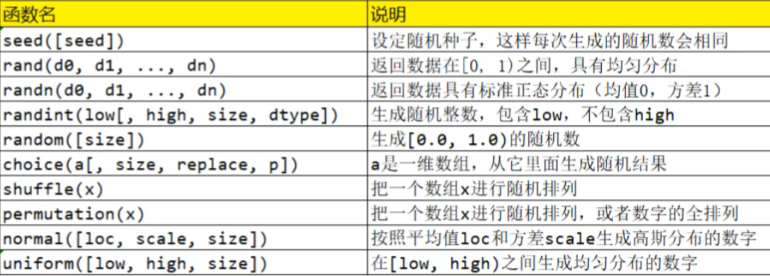 函数名 说明
seed([seed]) 设定随机种子，这样每次生成的随机数会相同
rand(d0, d1, ..., dn) 返回数据在[0, 1)之间，具有均匀分布
randn(d0, d1, ..., dn) 返回数据具有标准正态分布（均值0，方差1）
randint(low[, high, size, dtype]) 生成随机整数，包含low，不包含high
random([size]) 生成[0.0, 1.0)的随机数
choice(a[, size, replace, p]) a是一维数组，从它里面生成随机结果
shuffle(x) 把一个数组x进行随机排列
permutation(x) 把一个数组x进行随机排列，或者数字的全排列
normal([loc, scale, size]) 按照平均值loc和方差scale生成高斯分布的数字
uniform([low, high, size]) 在[low, high)之间生成均匀分布的数字